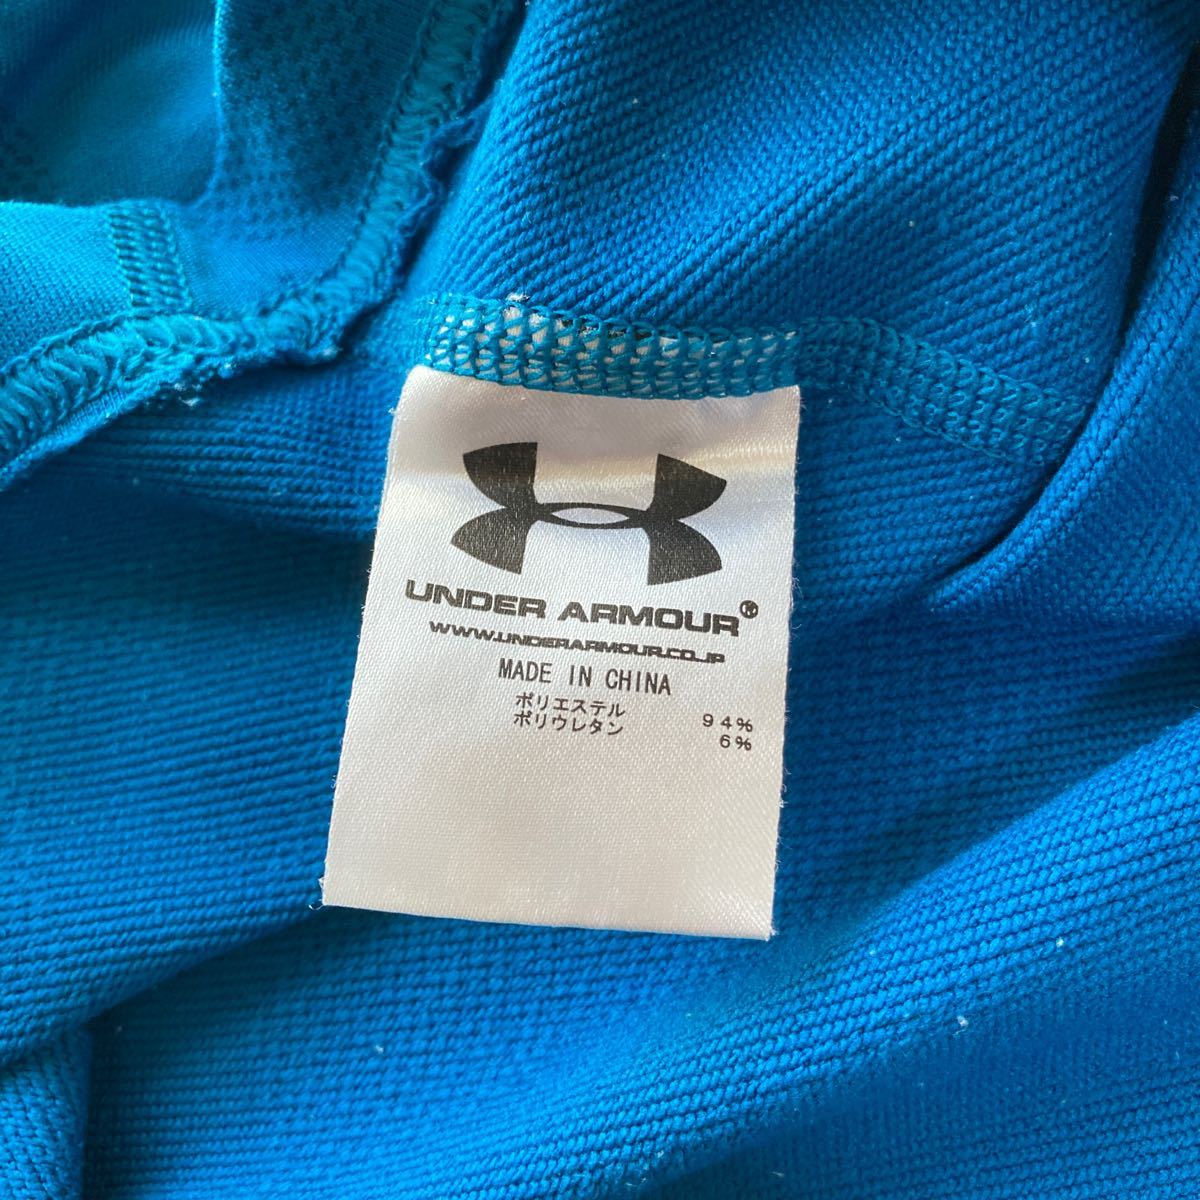 UNDER ARMOUR®
WWW.UNDERARMOUR.CO.JP
MADE IN CHINA
ポリエステル 94%
ポリウレタン 6%